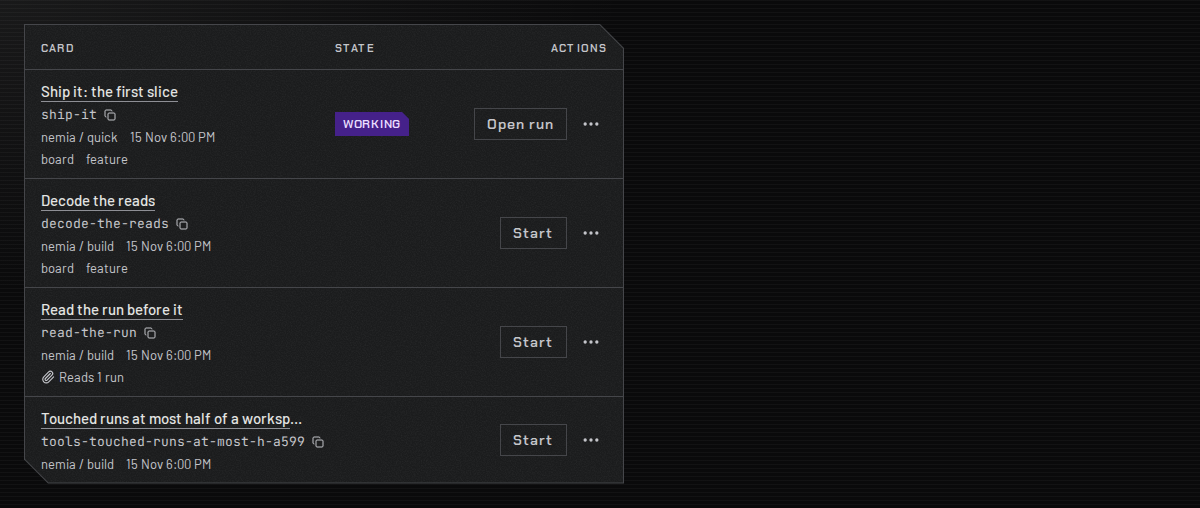 CARD STATE ACTIONS
Ship it: the first slice
ship-it
WORKING Open run
nemia / quick 15 Nov 6:00 PM
board feature
Decode the reads
decode-the-reads
Start
nemia / build 15 Nov 6:00 PM
board feature
Read the run before it
read-the-run
Start
nemia / build 15 Nov 6:00 PM
Reads 1 run
Touched runs at most half of a worksp...
tools-touched-runs-at-most-h-a599
Start
nemia / build 15 Nov 6:00 PM